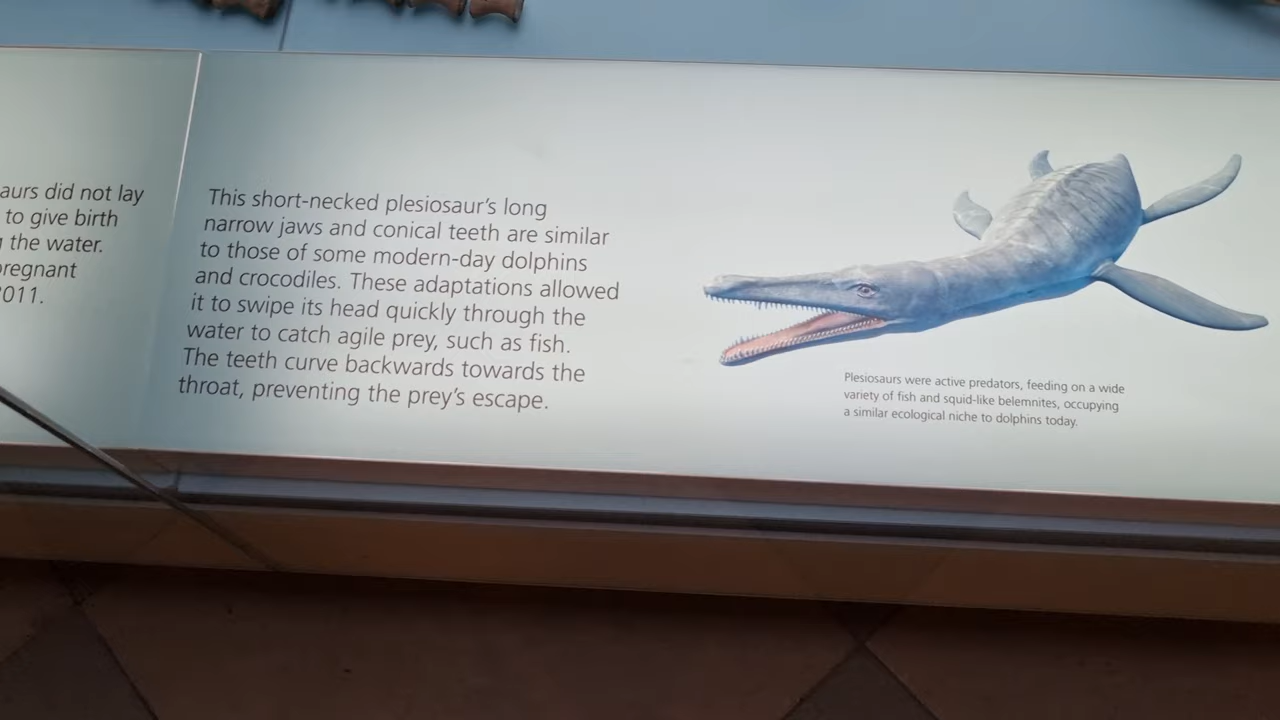 did not lay
to give birth
the water.
This short-necked plesiosaur's long
narrow jaws and conical teeth are similar
to those of some modern-day dolphins
and crocodiles. These adaptations allowed
it to swipe its head quickly through the
water to catch agile prey, such as fish.
The teeth curve backwards towards the
throat, preventing the prey's escape.
Plesiosaurs were active predators, feeding on a wide
variety of fish and squid-like belemnites, occupying
a similar ecological niche to dolphins today.